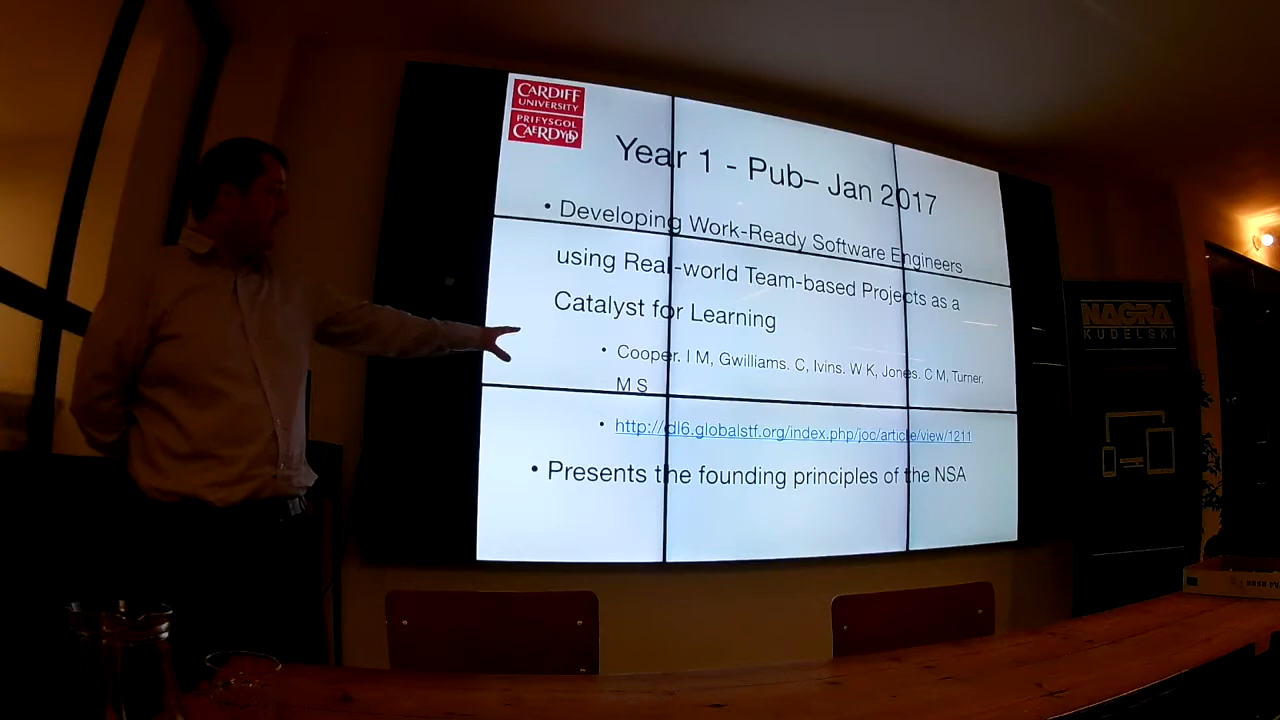 CARDIFF
UNIVERSITY
PRIFYSGOL
CAERDYDD
Year 1 - Pub– Jan 2017
• Developing Work-Ready Software Engineers
using Real-world Team-based Projects as a
Catalyst for Learning
• Cooper. I M, Gwilliams. C, Ivins. W K, Jones. C M, Turner.
M S
• http://dl6.globalstf.org/index.php/joc/article/view/1211
• Presents the founding principles of the NSA
NAGRA
KUDELSKI